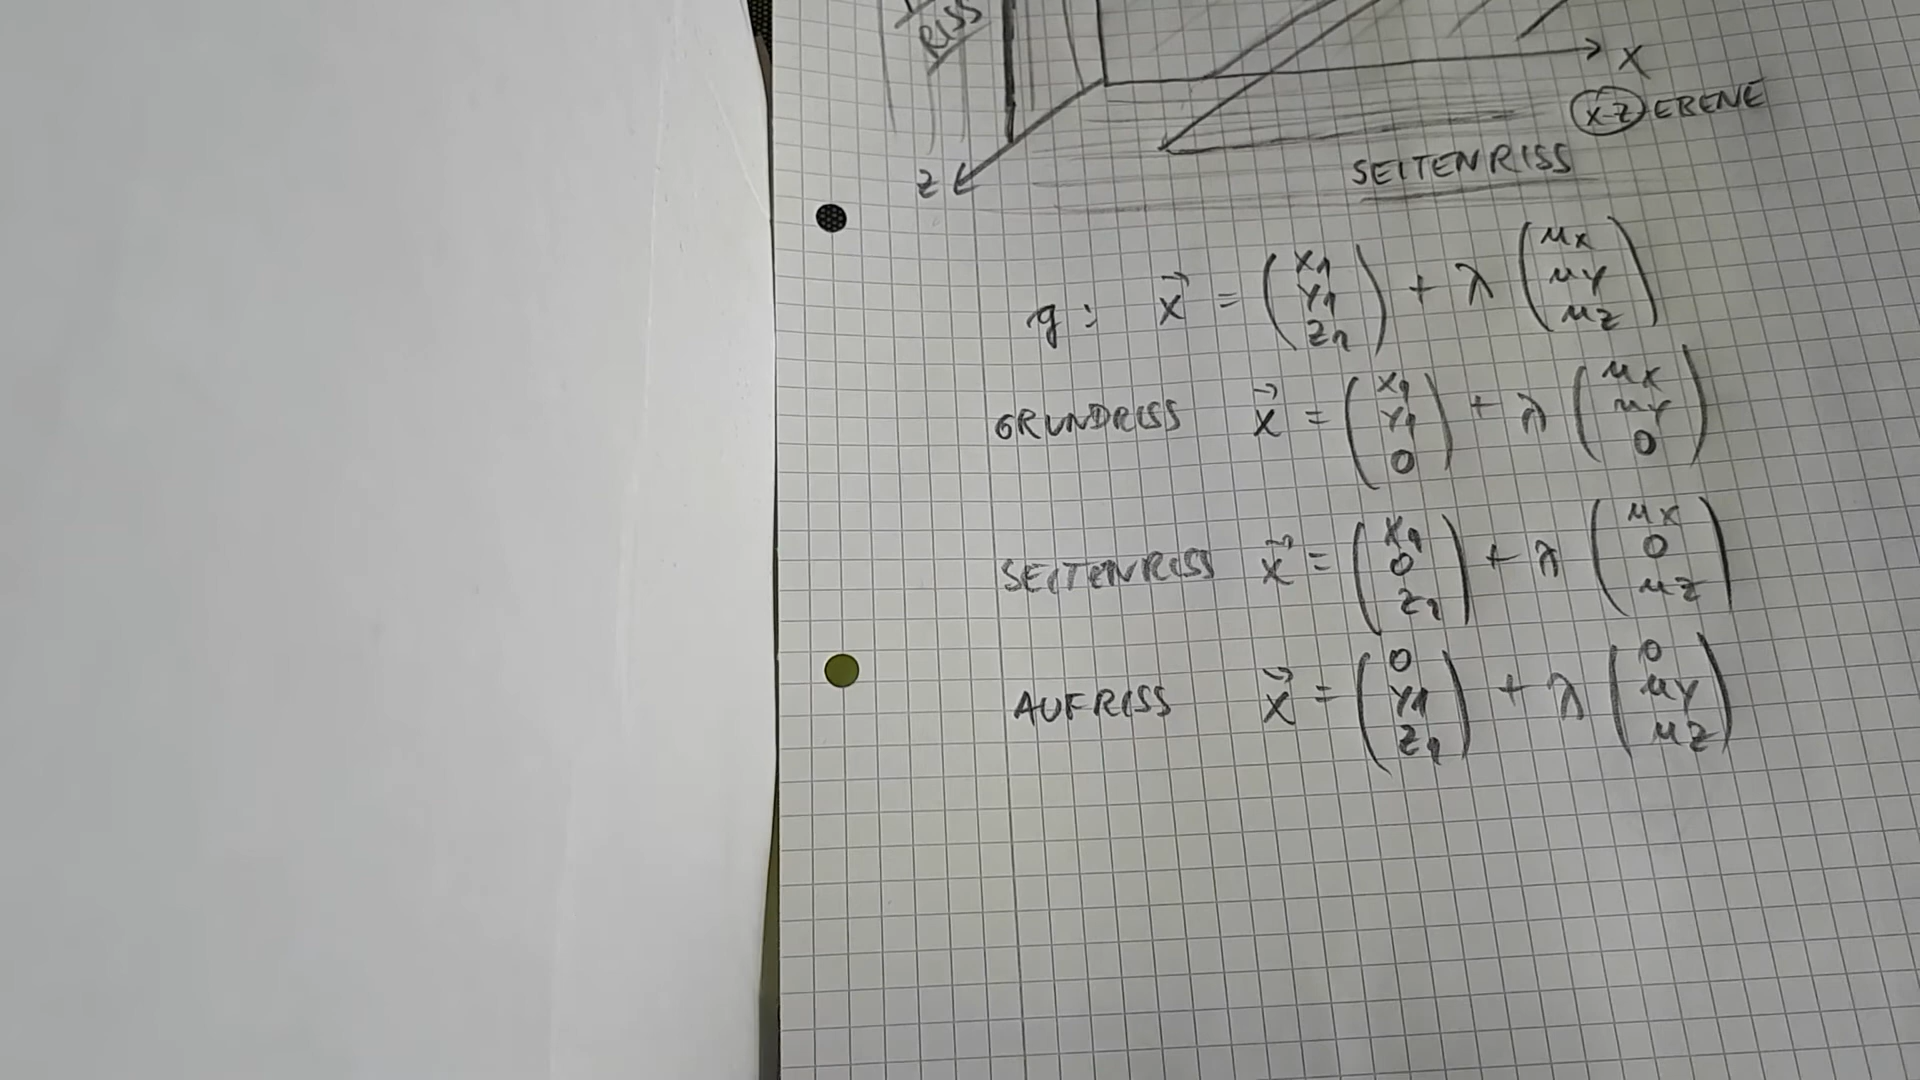 RISS
X
X-Z EBENE
SEITENRISS
Z
g: x⃗ = (x1 y1 z1) + λ (ux uy uz)
GRUNDRISS x⃗ = (x1 y1 0) + λ (ux uy 0)
SEITENRISS x⃗ = (x1 0 z1) + λ (ux 0 uz)
AUFRISS x⃗ = (0 y1 z1) + λ (0 uy uz)